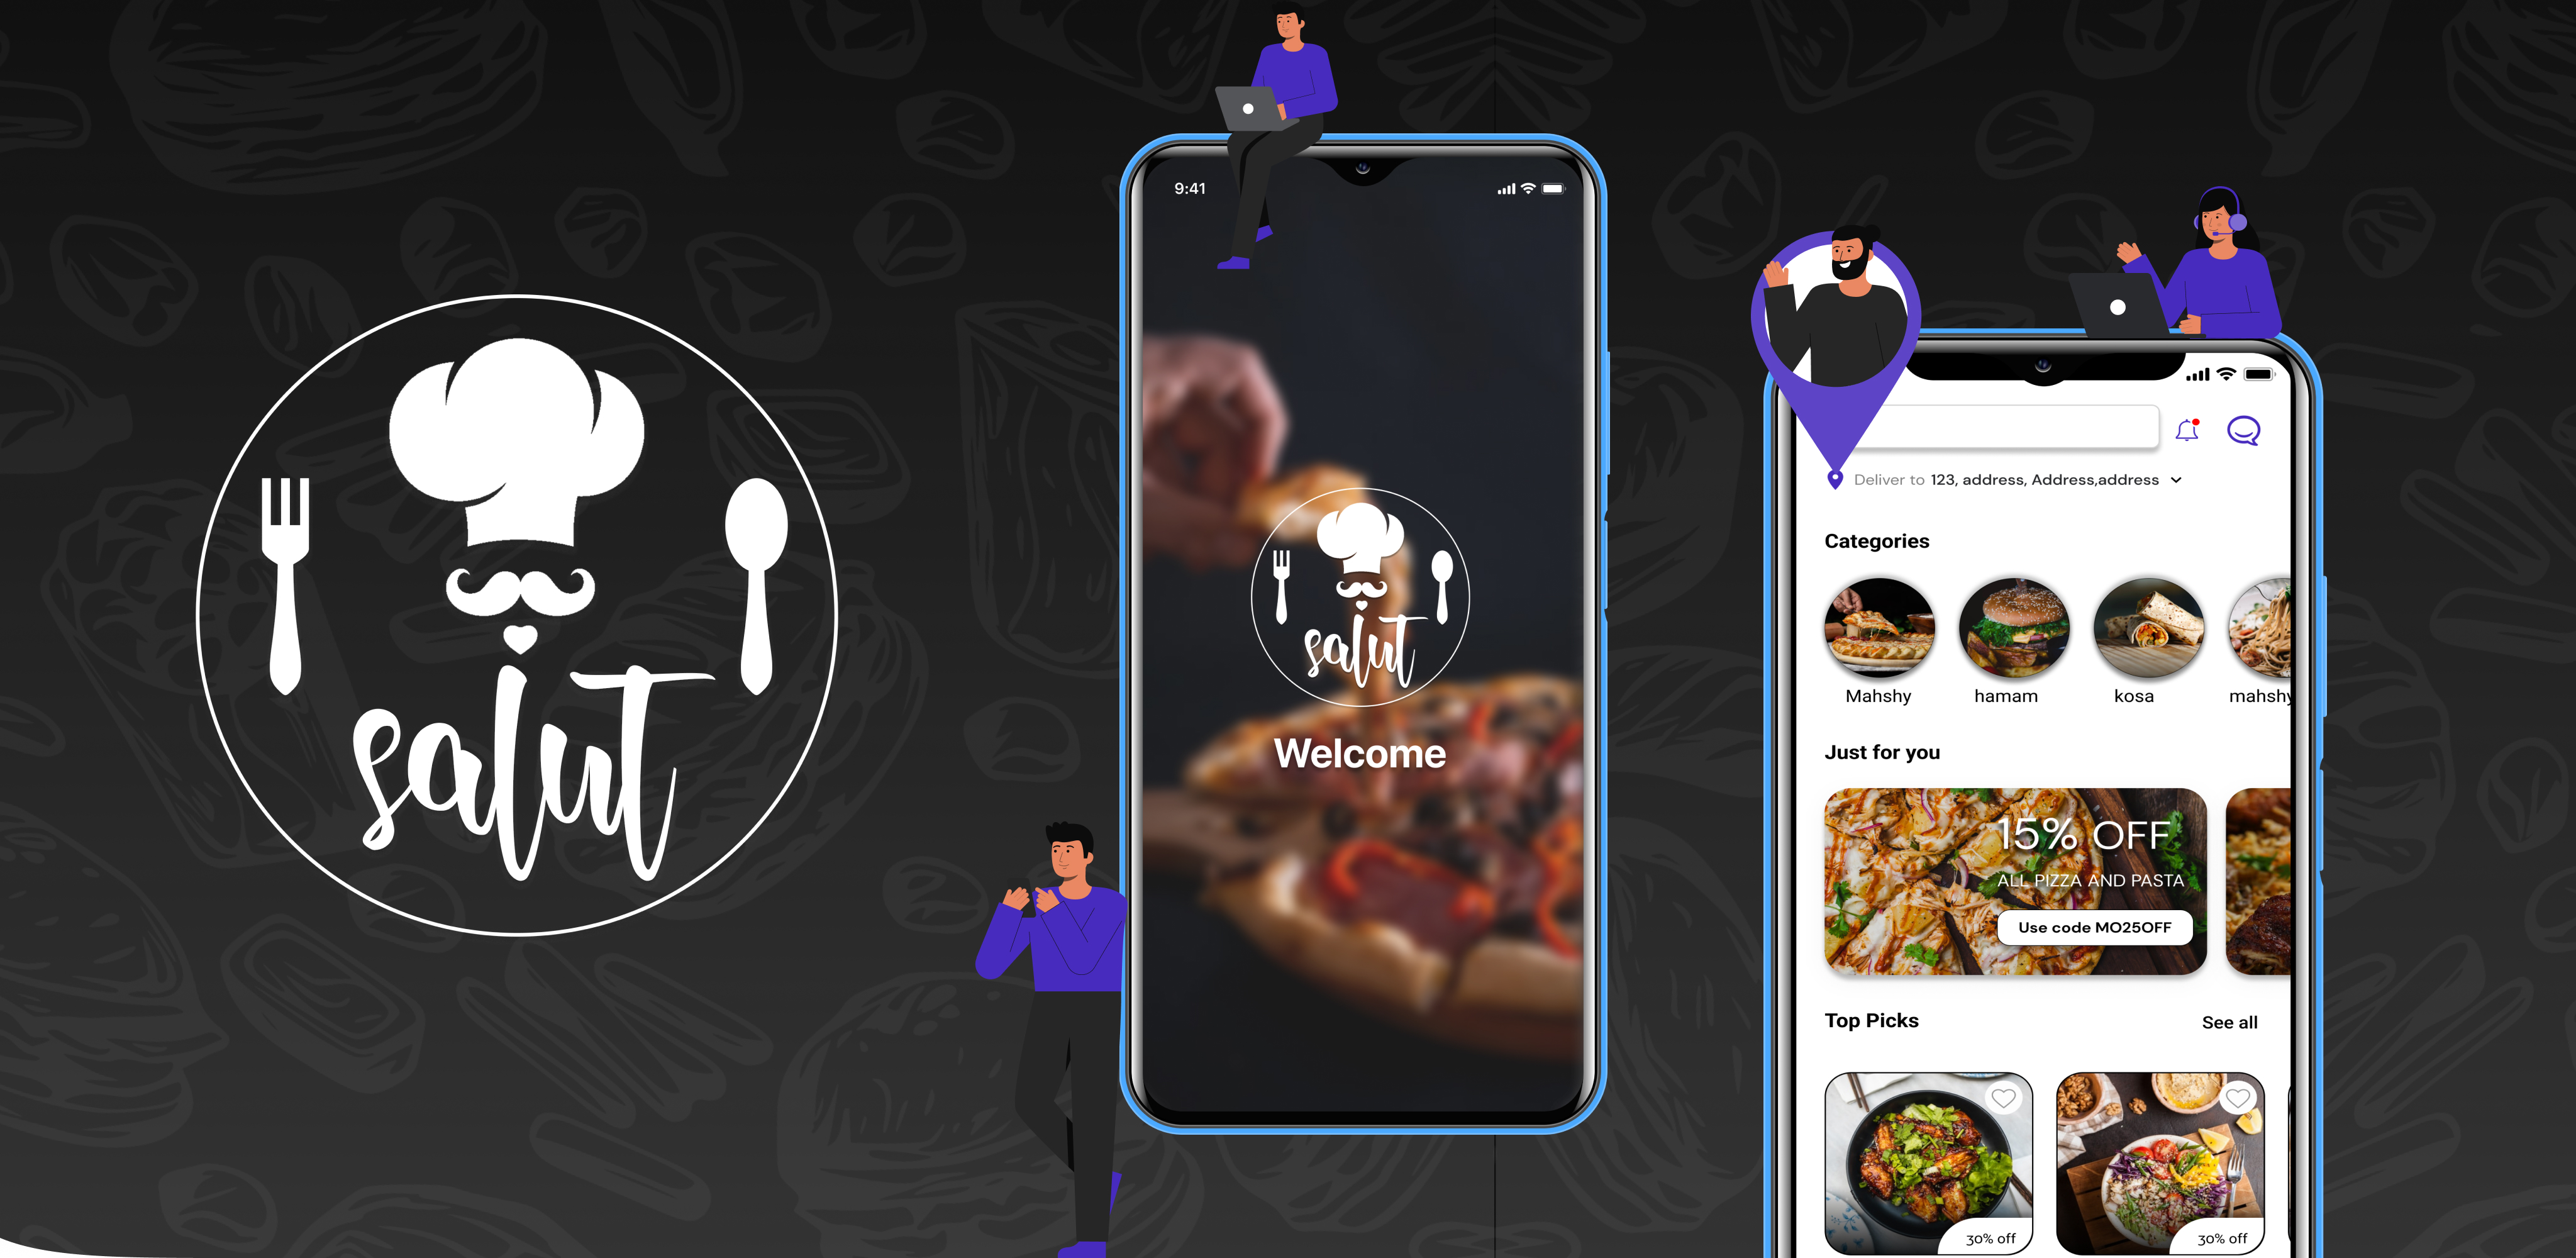 salut
9:41
salut
Welcome
Deliver to 123, address, Address,address
Categories
Mahshy hamam kosa mahshy
Just for you
15% OFF
ALL PIZZA AND PASTA
Use code MO25OFF
Top Picks See all
30% off 30% off